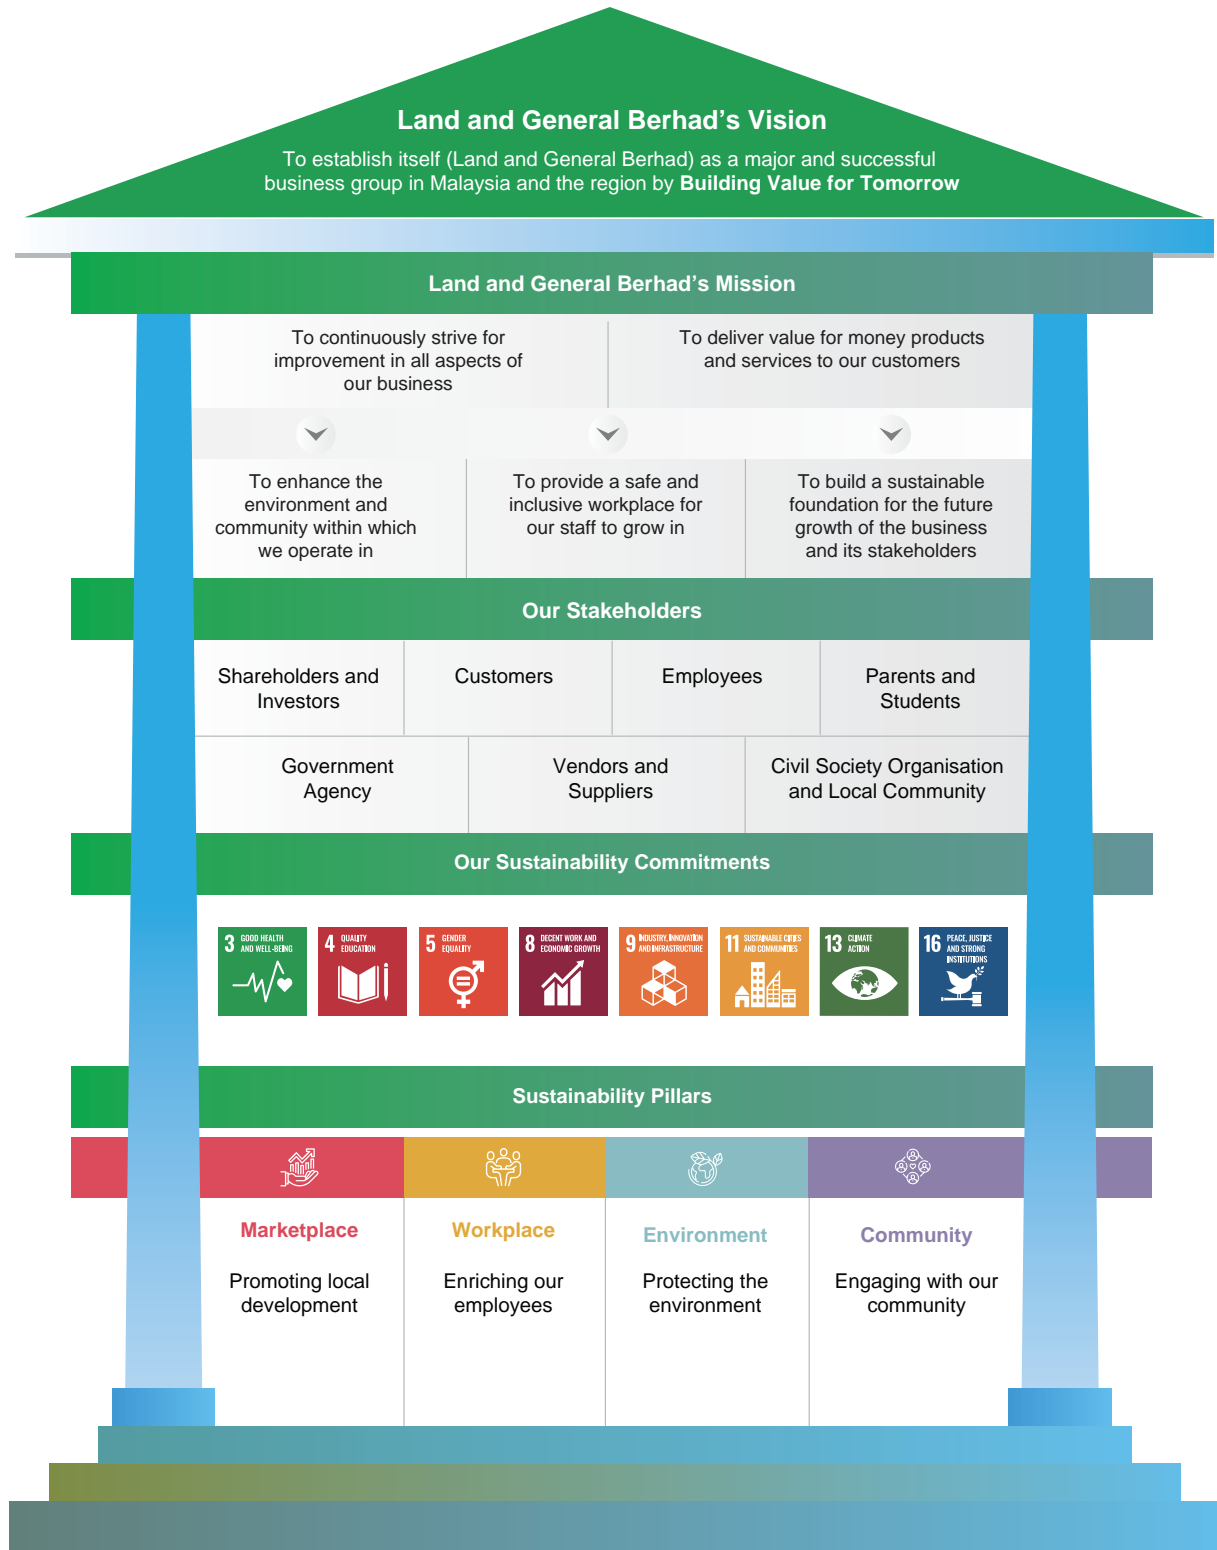 Land and General Berhad’s Vision
To establish itself (Land and General Berhad) as a major and successful
business group in Malaysia and the region by Building Value for Tomorrow
Land and General Berhad’s Mission
To continuously strive for
improvement in all aspects of
our business
To deliver value for money products
and services to our customers
To enhance the
environment and
community within which
we operate in
To provide a safe and
inclusive workplace for
our staff to grow in
To build a sustainable
foundation for the future
growth of the business
and its stakeholders
Our Stakeholders
Shareholders and
Investors
Customers
Employees
Parents and
Students
Government
Agency
Vendors and
Suppliers
Civil Society Organisation
and Local Community
Our Sustainability Commitments
3 GOOD HEALTH
AND WELL-BEING
4 QUALITY
EDUCATION
5 GENDER
EQUALITY
8 DECENT WORK AND
ECONOMIC GROWTH
9 INDUSTRY, INNOVATION
AND INFRASTRUCTURE
11 SUSTAINABLE CITIES
AND COMMUNITIES
13 CLIMATE
ACTION
16 PEACE, JUSTICE
AND STRONG
INSTITUTIONS
Sustainability Pillars
Marketplace
Promoting local
development
Workplace
Enriching our
employees
Environment
Protecting the
environment
Community
Engaging with our
community